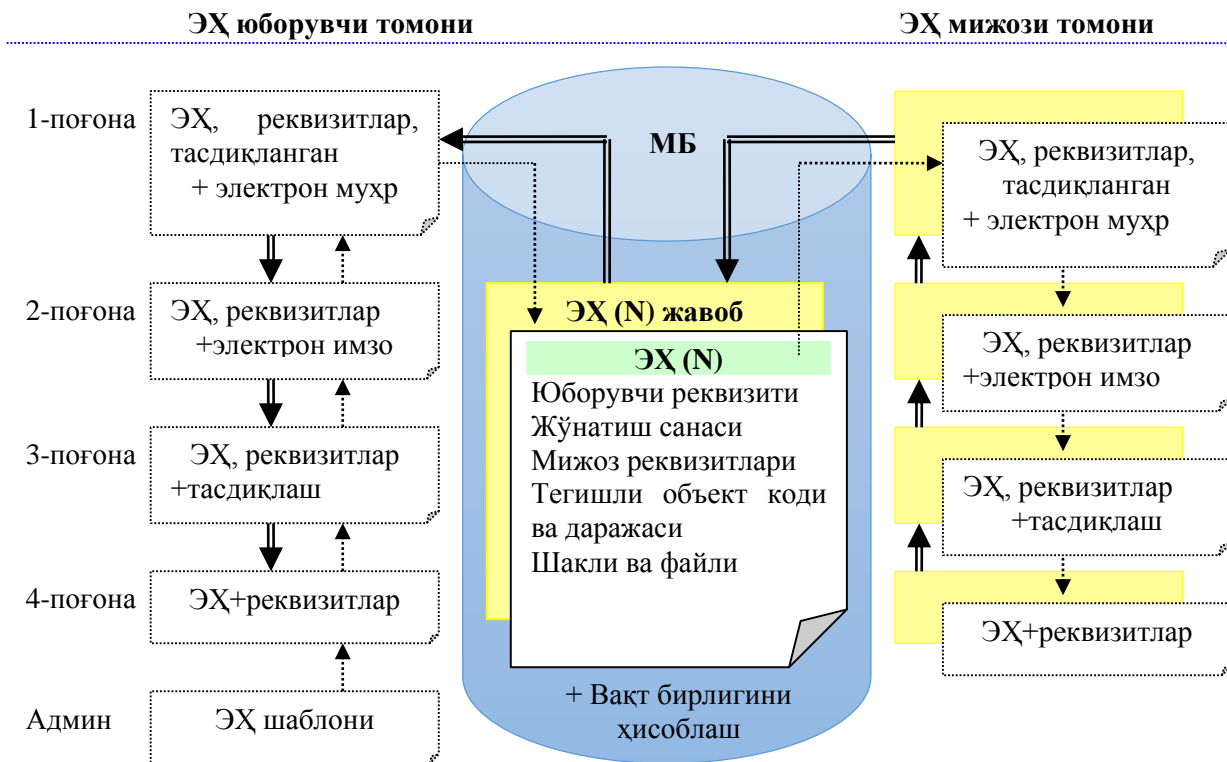 ЭҲ юборувчи томони
ЭҲ мижози томони
1-поғона
ЭҲ, реквизитлар,
тасдиқланган
+ электрон муҳр
2-поғона
ЭҲ, реквизитлар
+электрон имзо
3-поғона
ЭҲ, реквизитлар
+тасдиқлаш
4-поғона
ЭҲ+реквизитлар
Админ
ЭҲ шаблони
МБ
ЭҲ (N) жавоб
ЭҲ (N)
Юборувчи реквизити
Жўнатиш санаси
Мижоз реквизитлари
Тегишли объект коди
ва даражаси
Шакли ва файли
+ Вақт бирлигини
ҳисоблаш
ЭҲ, реквизитлар,
тасдиқланган
+ электрон муҳр
ЭҲ, реквизитлар
+электрон имзо
ЭҲ, реквизитлар
+тасдиқлаш
ЭҲ+реквизитлар